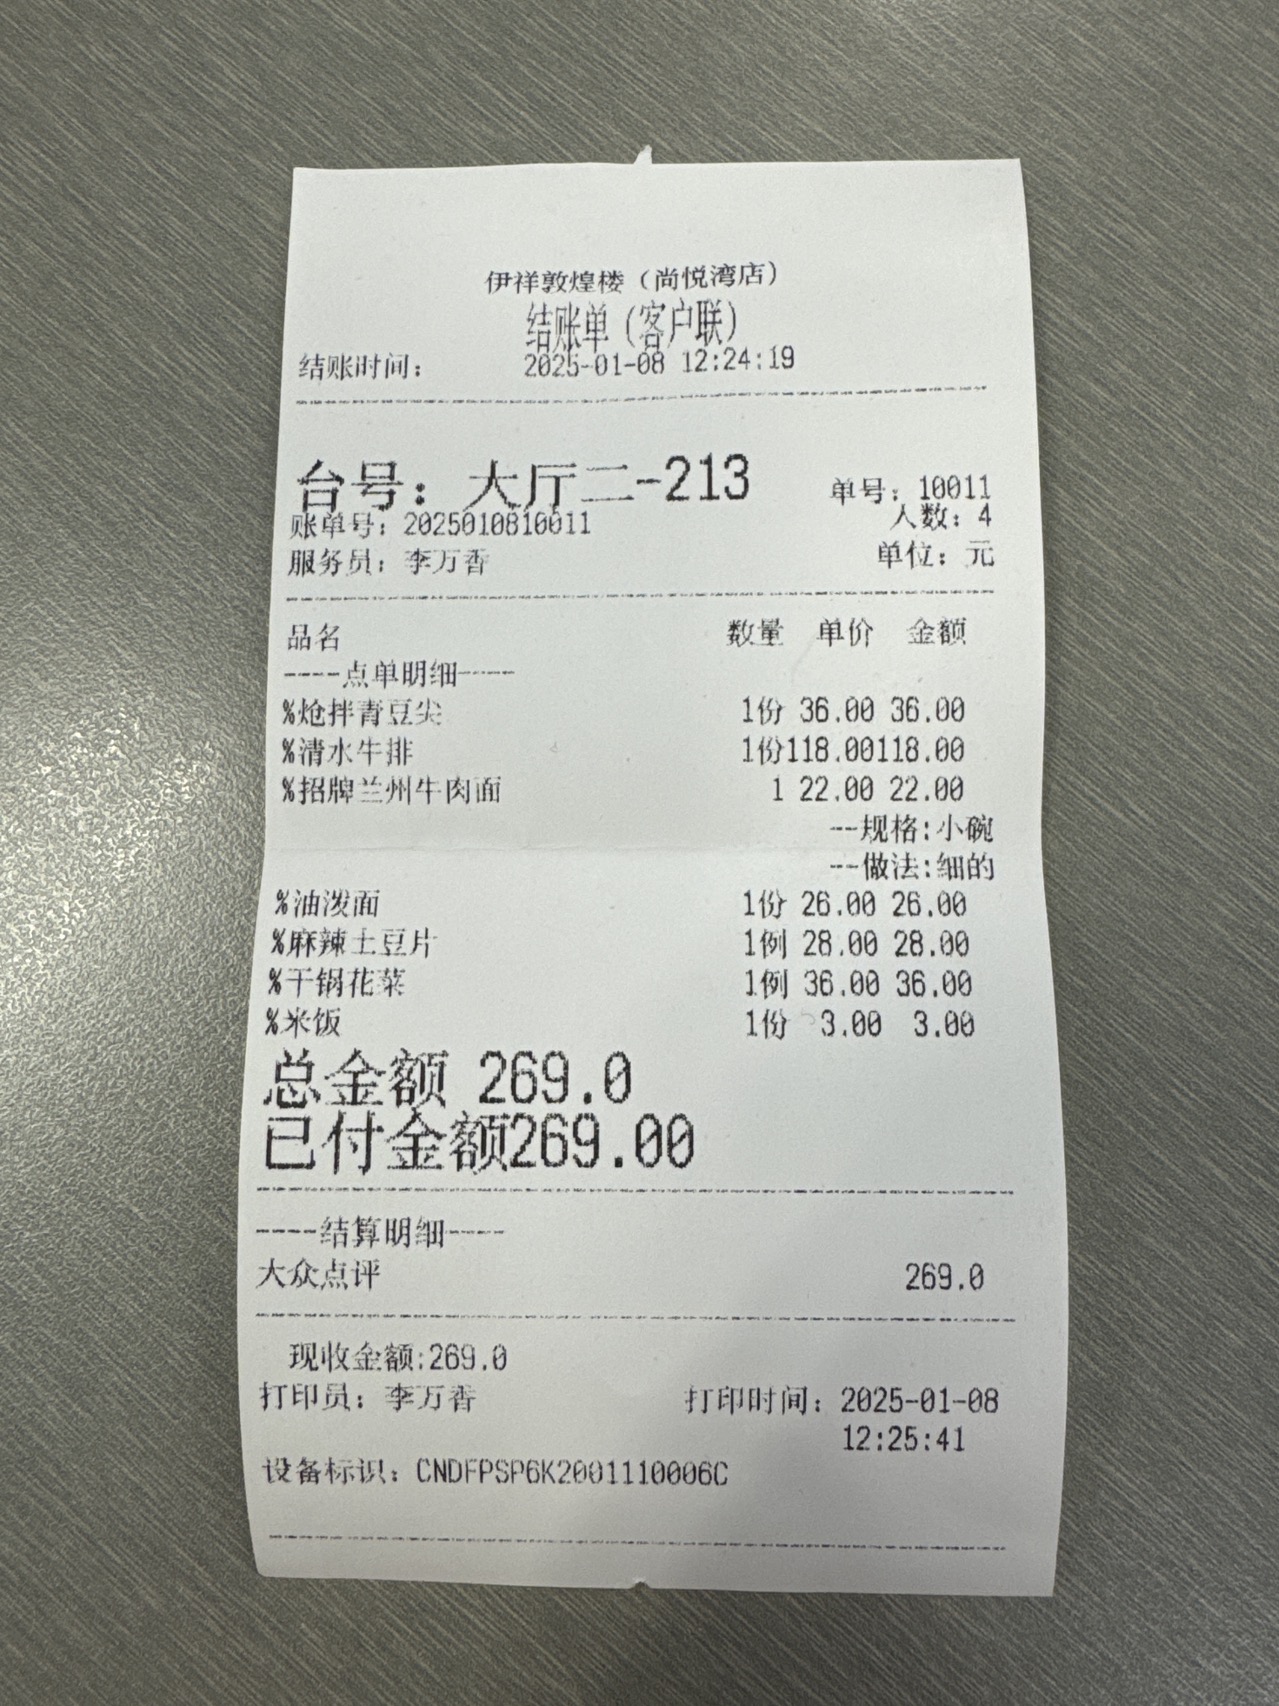 伊祥敦煌楼（尚悦湾店）
结账单（客户联）
结账时间： 2025-01-08 12:24:19
台号：大厅二-213 单号：10011
账单号：2025010810011 人数：4
服务员：李万香 单位：元
品名 数量 单价 金额
----点单明细----
%炝拌青豆尖 1份 36.00 36.00
%清水牛排 1份118.00118.00
%招牌兰州牛肉面 1 22.00 22.00
--规格:小碗
--做法:细的
%油泼面 1份 26.00 26.00
%麻辣土豆片 1例 28.00 28.00
%干锅花菜 1例 36.00 36.00
%米饭 1份 3.00 3.00
总金额 269.0
已付金额269.00
----结算明细----
大众点评 269.0
现收金额:269.0
打印员：李万香 打印时间：2025-01-08
12:25:41
设备标识：CNDFPSP6K2001110006C